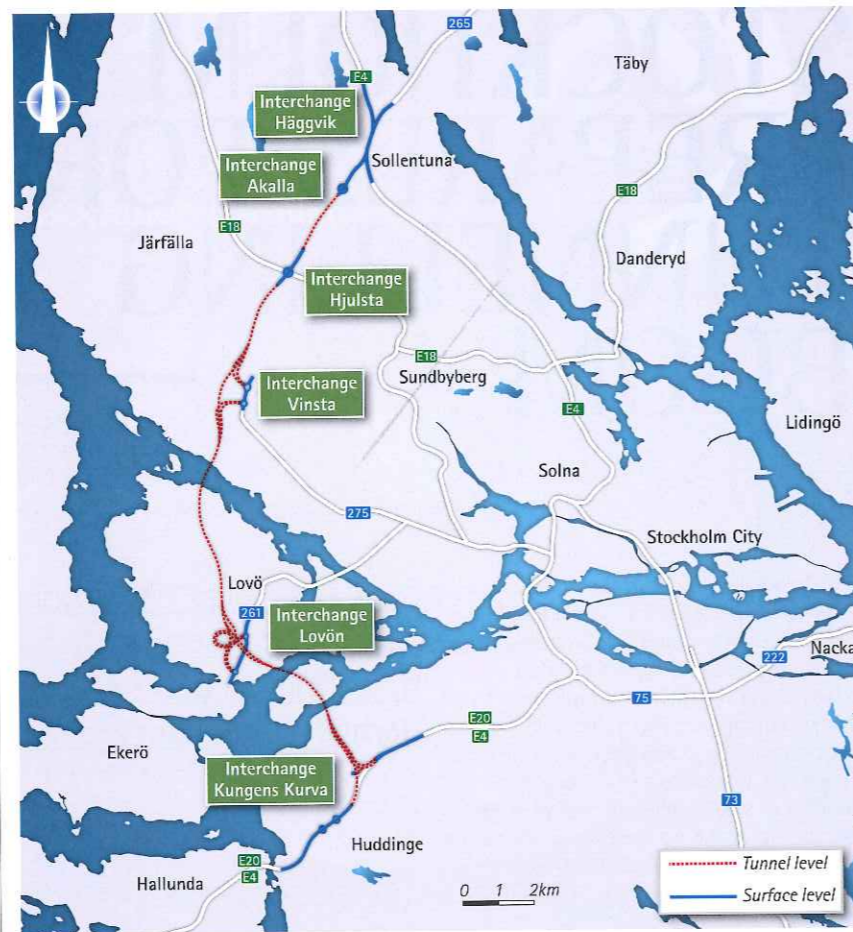 265
Täby
E4
Interchange
Häggvik
Sollentuna
Interchange
Akalla
E18
E18
Järfälla
Danderyd
Interchange
Hjulsta
E18
Sundbyberg
Interchange
Vinsta
E4
Lidingö
Solna
275
Stockholm City
Lovö
261
Interchange
Lovön
Nacka
222
75
E20
E4
Ekerö
Interchange
Kungens Kurva
73
Huddinge
E20
E4
Hallunda
0 1 2km
Tunnel level
Surface level